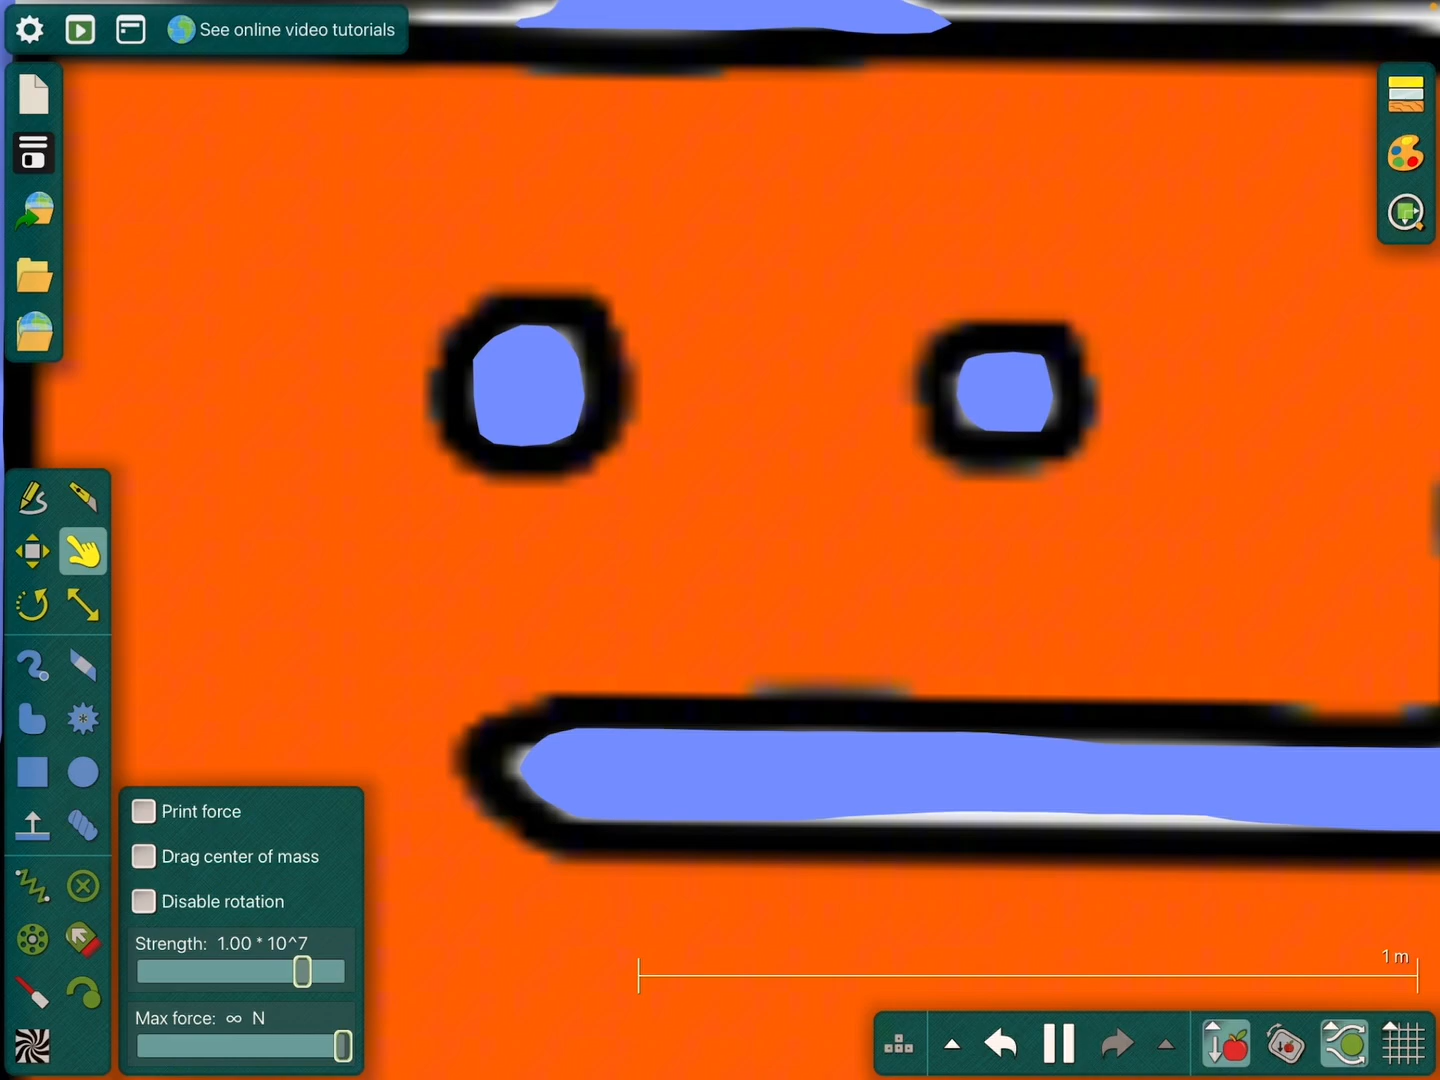 See online video tutorials
Print force
Drag center of mass
Disable rotation
Strength: 1.00 * 10^7
Max force: ∞ N
1 m